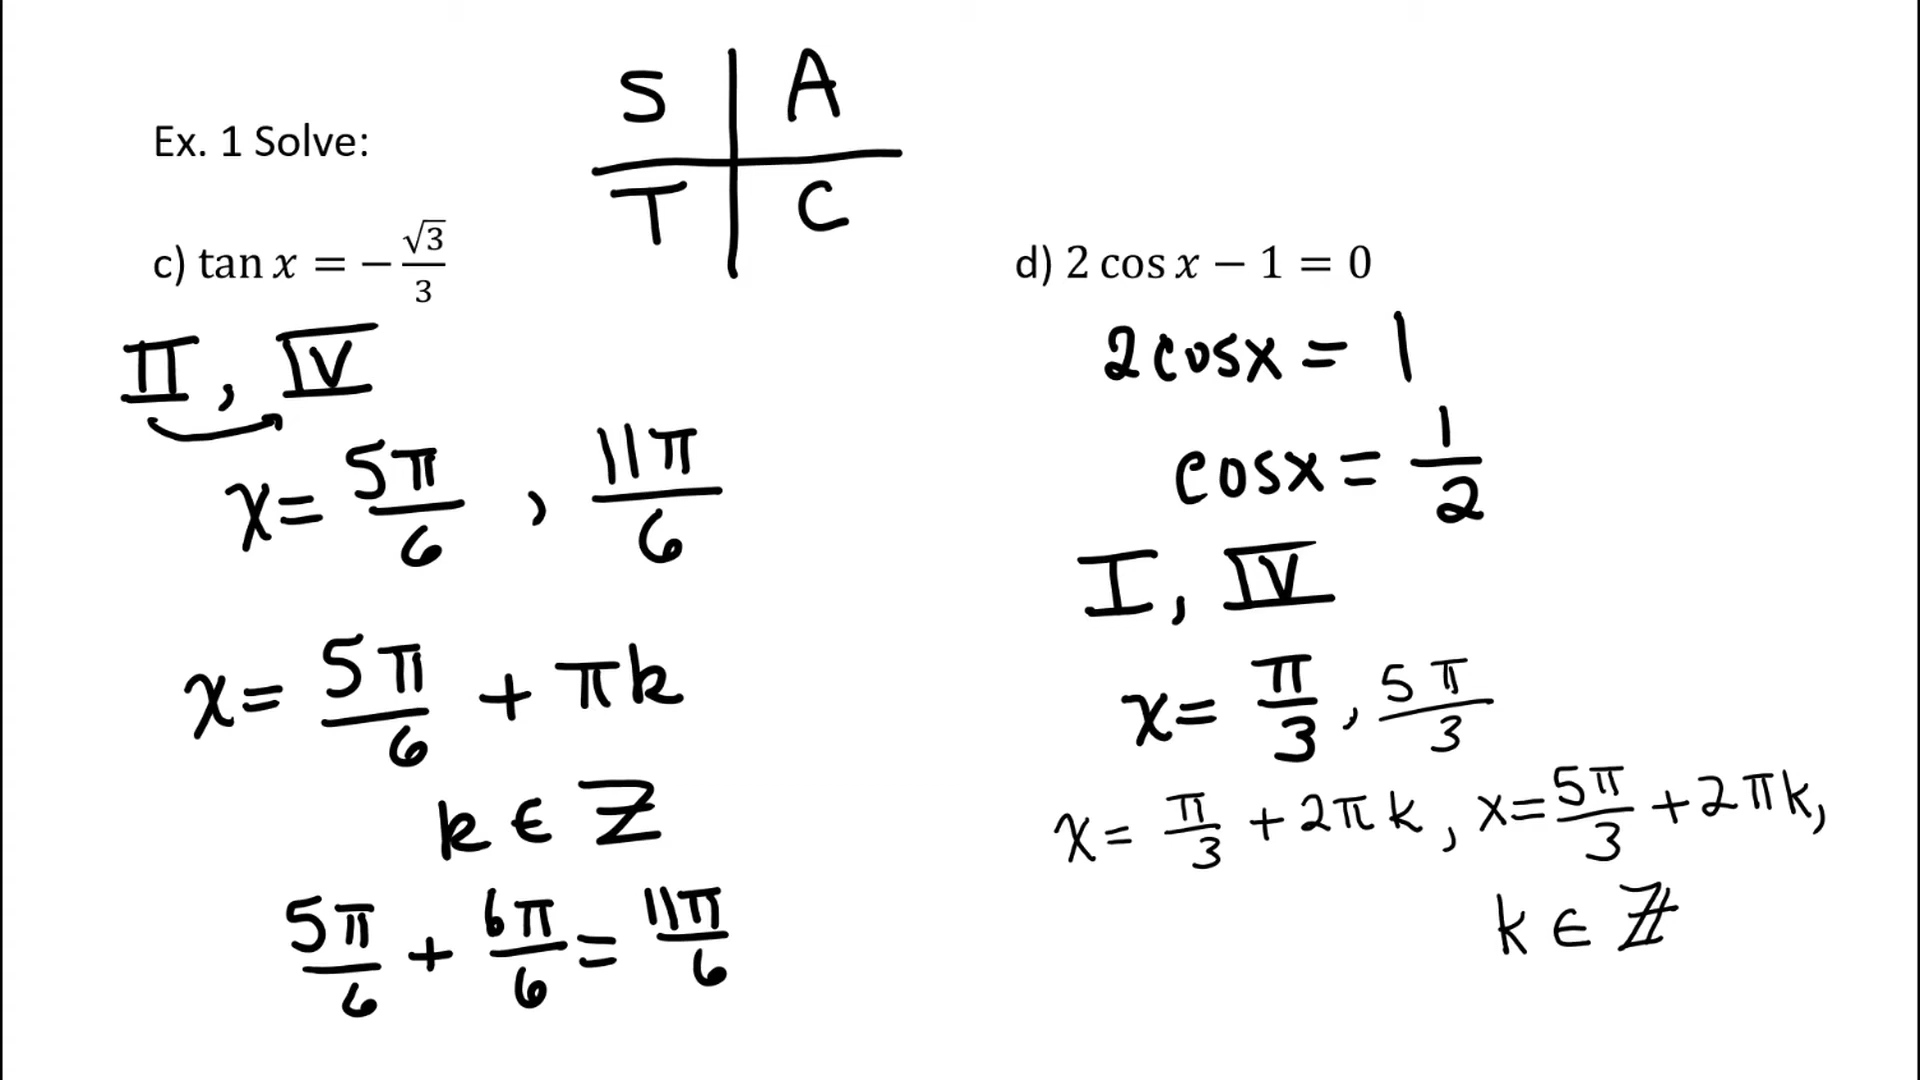 Ex. 1 Solve:
S A
T C
c) tan x = −√3/3
II, IV
x = 5π/6 , 11π/6
x = 5π/6 + πk
k ∈ Z
5π/6 + 6π/6 = 11π/6
d) 2 cos x − 1 = 0
2cosx = 1
cosx = 1/2
I, IV
x = π/3 , 5π/3
x = π/3 + 2πk , x = 5π/3 + 2πk,
k ∈ ℤ